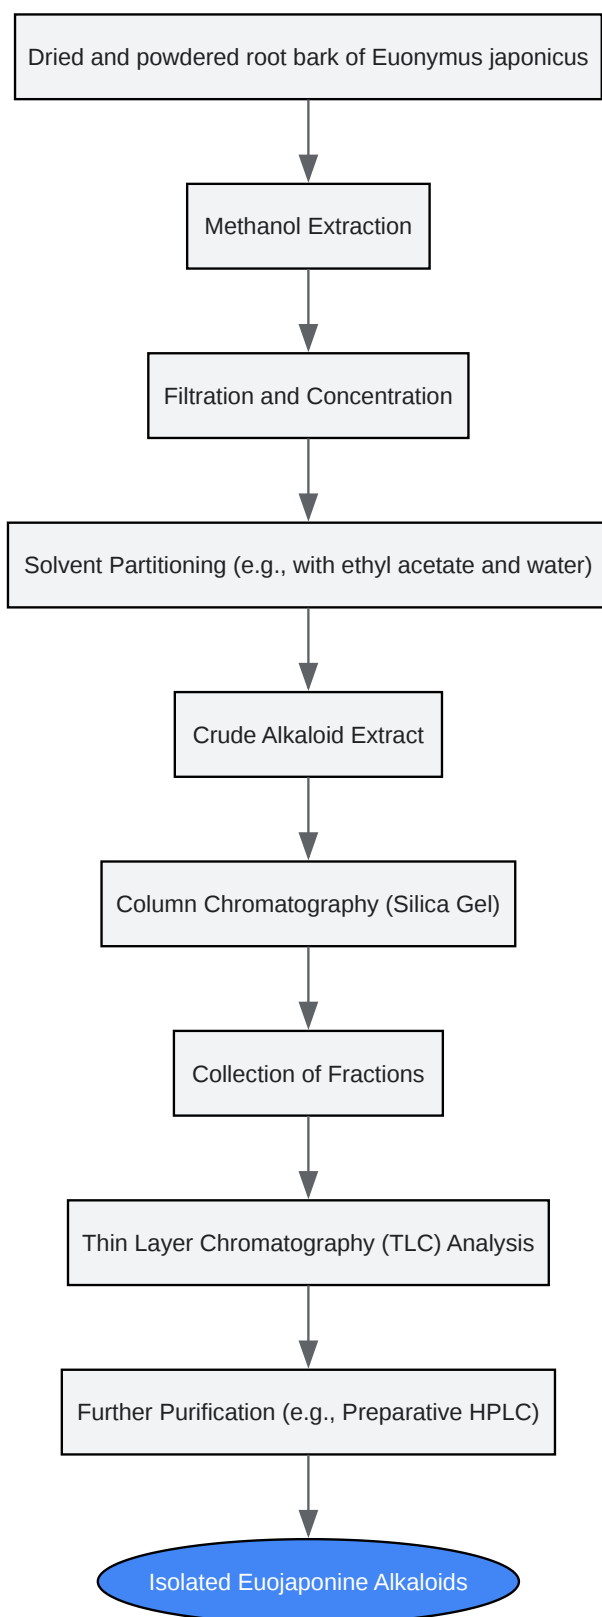 Dried and powdered root bark of Euonymus japonicus
Methanol Extraction
Filtration and Concentration
Solvent Partitioning (e.g., with ethyl acetate and water)
Crude Alkaloid Extract
Column Chromatography (Silica Gel)
Collection of Fractions
Thin Layer Chromatography (TLC) Analysis
Further Purification (e.g., Preparative HPLC)
Isolated Euojaponine Alkaloids